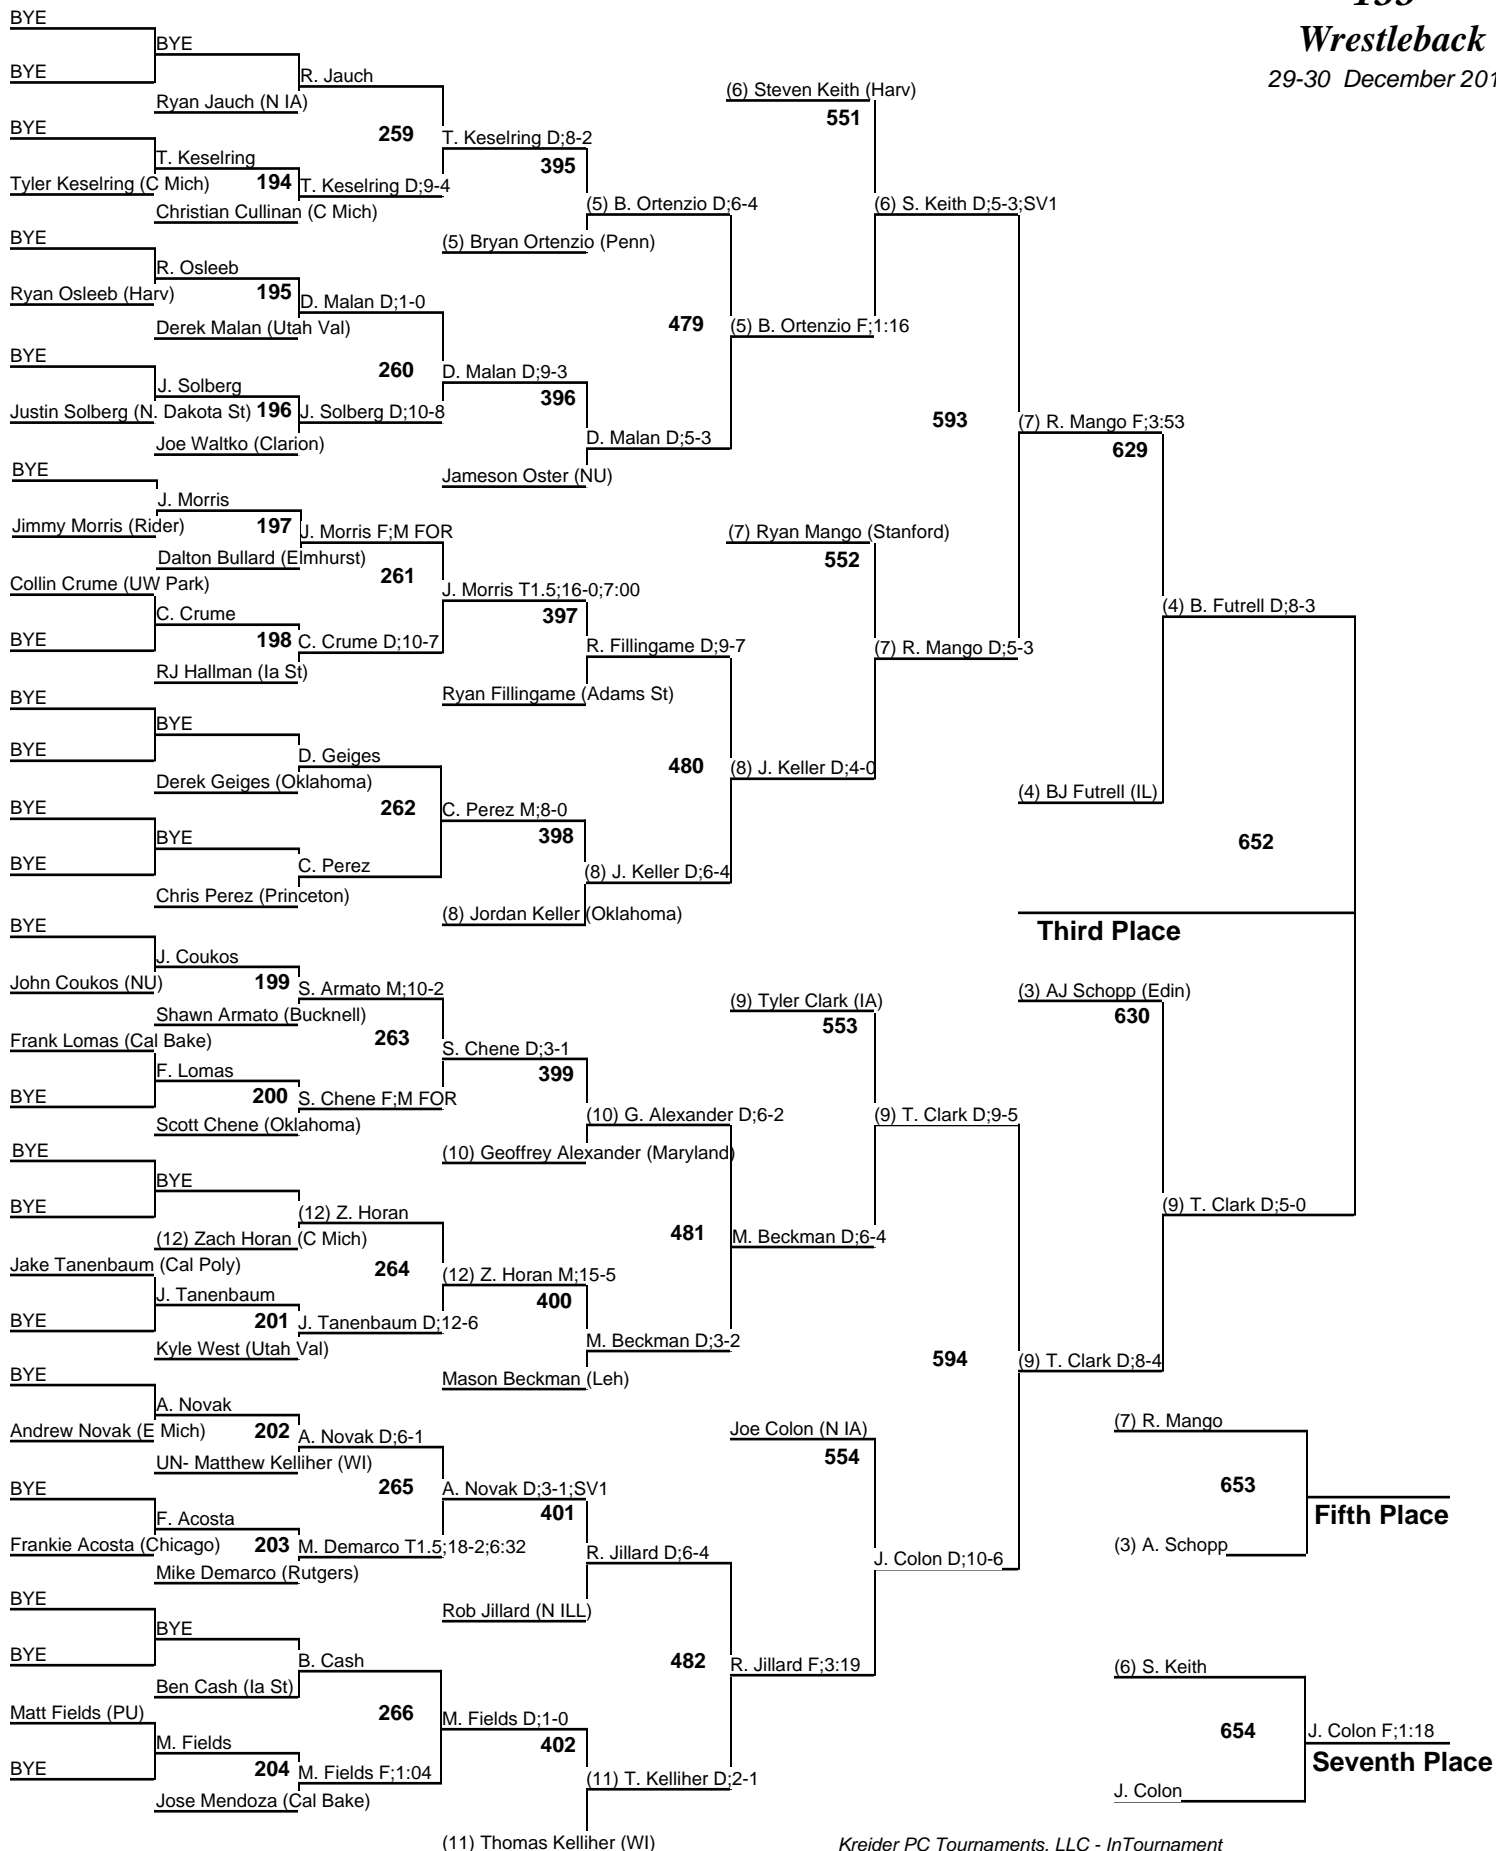 Wrestleback
BYE
BYE
BYE
R. Jauch
Ryan Jauch (N IA)
BYE
259
T. Keselring D;8-2
T. Keselring
395
Tyler Keselring (C Mich)
194
T. Keselring D;9-4
Christian Cullinan (C Mich)
(5) B. Ortenzio D;6-4
(5) Bryan Ortenzio (Penn)
BYE
R. Osleeb
Ryan Osleeb (Harv)
195
D. Malan D;1-0
Derek Malan (Utah Val)
479
(5) B. Ortenzio F;1:16
BYE
260
D. Malan D;9-3
J. Solberg
396
Justin Solberg (N. Dakota St)
196
J. Solberg D;10-8
Joe Waltko (Clarion)
D. Malan D;5-3
Jameson Oster (NU)
(6) Steven Keith (Harv)
551
(6) S. Keith D;5-3;SV1
593
(7) R. Mango F;3:53
629
BYE
J. Morris
Jimmy Morris (Rider)
197
J. Morris F;M FOR
Dalton Bullard (Elmhurst)
261
Collin Crume (UW Park)
J. Morris T1.5;16-0;7:00
C. Crume
397
BYE
198
C. Crume D;10-7
RJ Hallman (Ia St)
R. Fillingame D;9-7
Ryan Fillingame (Adams St)
(7) Ryan Mango (Stanford)
552
(7) R. Mango D;5-3
(4) B. Futrell D;8-3
BYE
BYE
BYE
D. Geiges
Derek Geiges (Oklahoma)
480
(8) J. Keller D;4-0
BYE
262
C. Perez M;8-0
BYE
398
BYE
C. Perez
(8) J. Keller D;6-4
Chris Perez (Princeton)
(8) Jordan Keller (Oklahoma)
(4) BJ Futrell (IL)
652
Third Place
BYE
J. Coukos
John Coukos (NU)
199
S. Armato M;10-2
Shawn Armato (Bucknell)
Frank Lomas (Cal Bake)
263
S. Chene D;3-1
F. Lomas
399
BYE
200
S. Chene F;M FOR
Scott Chene (Oklahoma)
(10) G. Alexander D;6-2
(10) Geoffrey Alexander (Maryland)
(9) Tyler Clark (IA)
553
(9) T. Clark D;9-5
(3) AJ Schopp (Edin)
630
(9) T. Clark D;5-0
BYE
BYE
BYE
(12) Z. Horan
(12) Zach Horan (C Mich)
481
M. Beckman D;6-4
Jake Tanenbaum (Cal Poly)
264
(12) Z. Horan M;15-5
J. Tanenbaum
400
BYE
201
J. Tanenbaum D;12-6
Kyle West (Utah Val)
M. Beckman D;3-2
Mason Beckman (Leh)
594
(9) T. Clark D;8-4
BYE
A. Novak
Andrew Novak (E Mich)
202
A. Novak D;6-1
UN- Matthew Kelliher (WI)
BYE
265
A. Novak D;3-1;SV1
F. Acosta
401
Frankie Acosta (Chicago)
203
M. Demarco T1.5;18-2;6:32
Mike Demarco (Rutgers)
R. Jillard D;6-4
Rob Jillard (N ILL)
Joe Colon (N IA)
554
J. Colon D;10-6
(7) R. Mango
653
Fifth Place
(3) A. Schopp
BYE
BYE
BYE
B. Cash
Ben Cash (Ia St)
482
R. Jillard F;3:19
Matt Fields (PU)
266
M. Fields D;1-0
M. Fields
402
BYE
204
M. Fields F;1:04
Jose Mendoza (Cal Bake)
(11) T. Kelliher D;2-1
(11) Thomas Kelliher (WI)
(6) S. Keith
654
J. Colon F;1:18
Seventh Place
J. Colon
Kreider PC Tournaments, LLC - InTournament
29-30 December